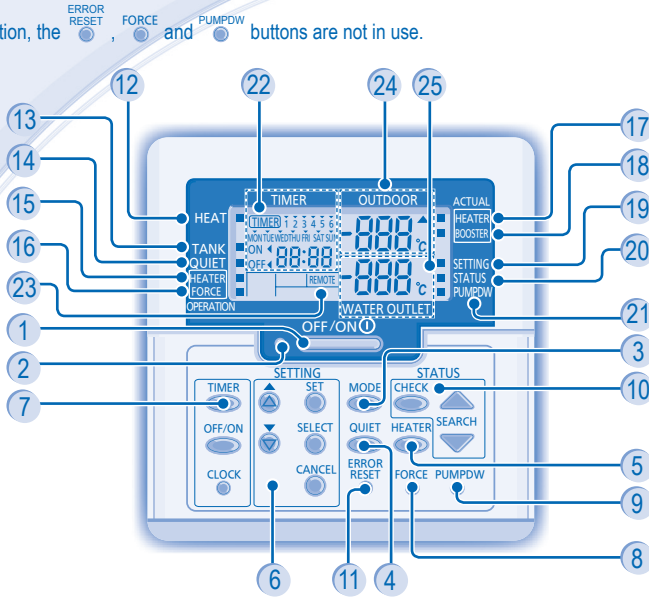 ERROR
RESET
FORCE
PUMPDW
tion, the , and buttons are not in use.
12
22
24
25
13
17
14
18
15
19
16
20
23
21
1
3
2
10
7
5
9
8
6
11
4
TIMER
OUTDOOR
ACTUAL
HEAT
TIMER 1 2 3 4 5 6
MON TUE WED THU FRI SAT SUN
ON
OFF
88:88
-888 °C
HEATER
BOOSTER
TANK
QUIET
HEATER
FORCE
OPERATION
REMOTE
-888 °C
WATER OUTLET
SETTING
STATUS
PUMPDW
OFF/ON
SETTING
STATUS
TIMER
SET
MODE
CHECK
OFF/ON
SELECT
QUIET
HEATER
SEARCH
CLOCK
CANCEL
ERROR
RESET
FORCE
PUMPDW